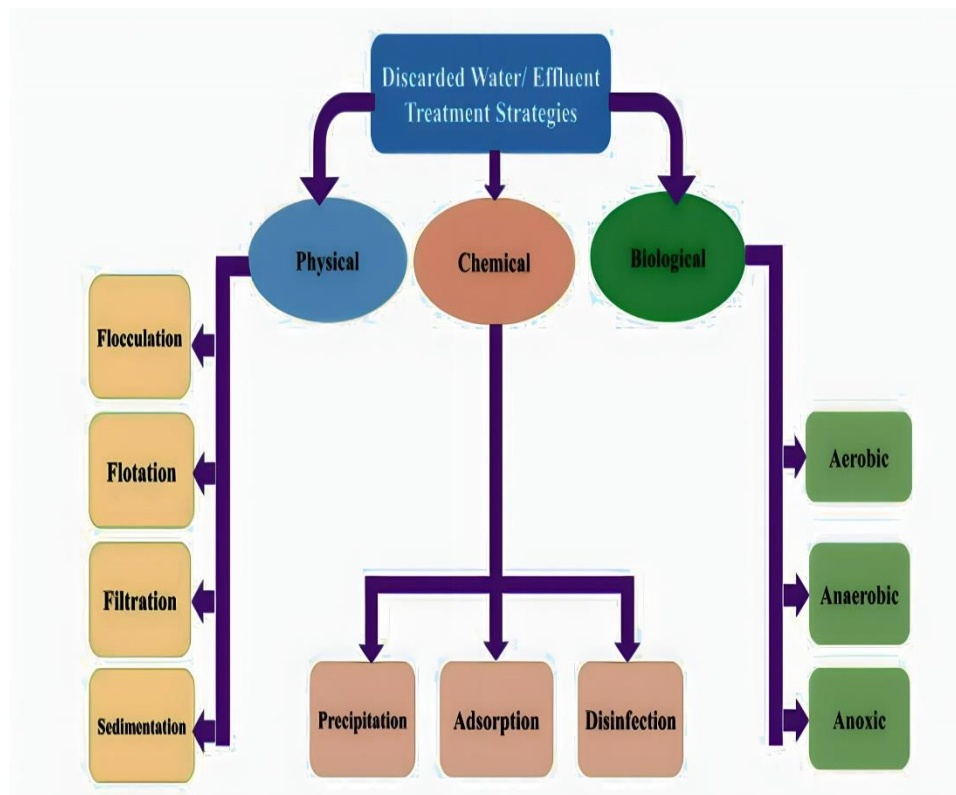 Discarded Water/ Effluent
Treatment Strategies
Physical
Chemical
Biological
Flocculation
Flotation
Filtration
Sedimentation
Precipitation
Adsorption
Disinfection
Aerobic
Anaerobic
Anoxic